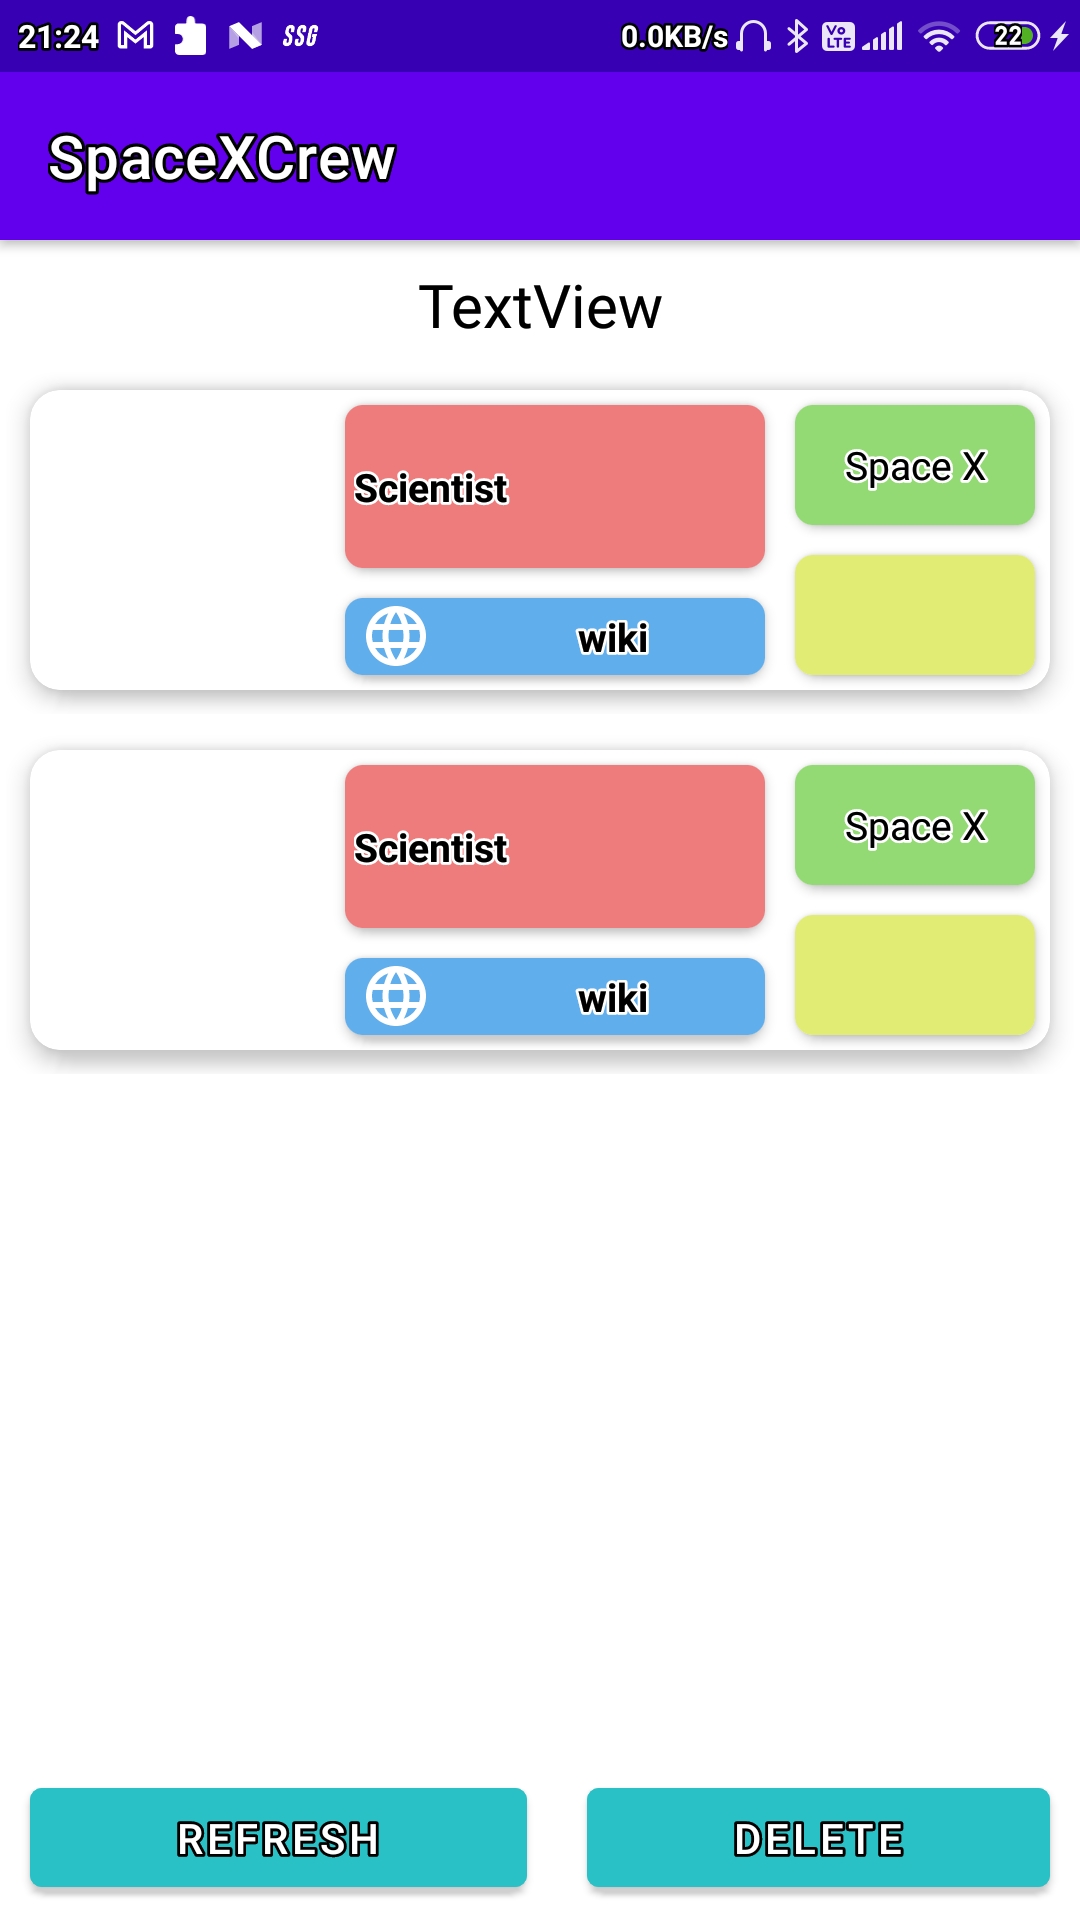 21:24 SSG 0.0KB/s Vo LTE 22
SpaceXCrew
TextView
Scientist
Space X
wiki
Scientist
Space X
wiki
REFRESH
DELETE